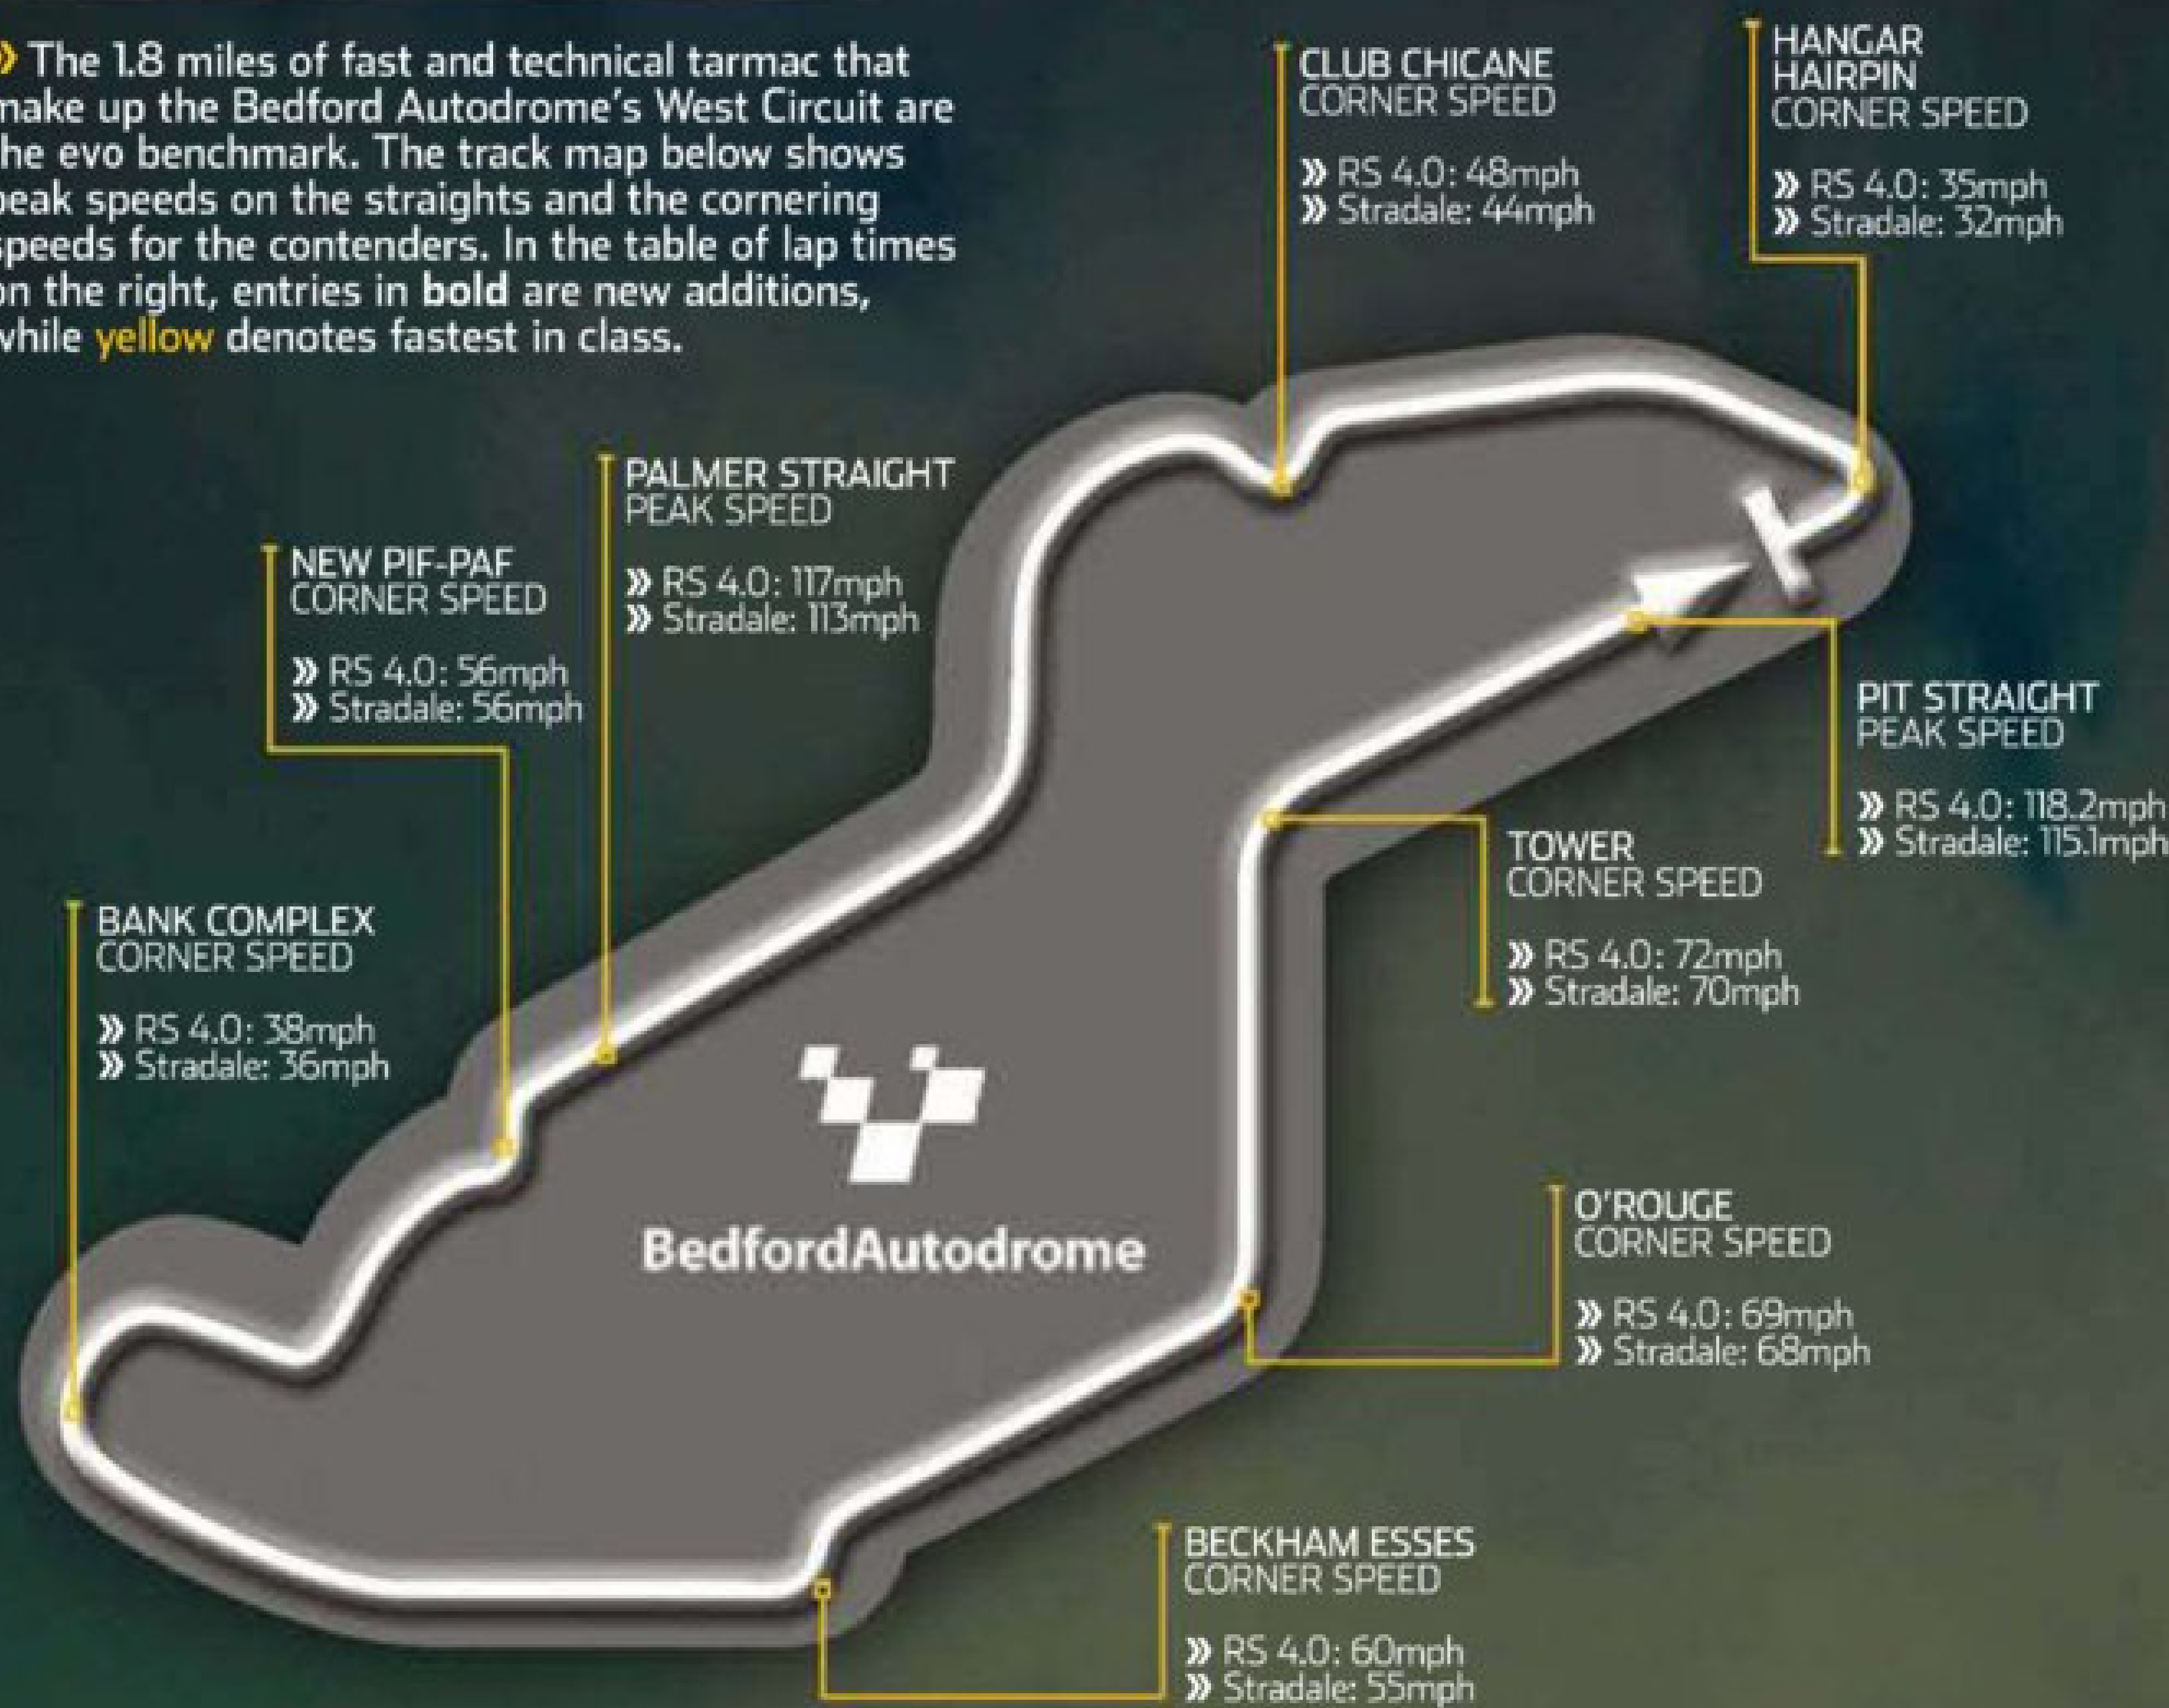 » The 1.8 miles of fast and technical tarmac that
make up the Bedford Autodrome's West Circuit are
the evo benchmark. The track map below shows
peak speeds on the straights and the cornering
speeds for the contenders. In the table of lap times
on the right, entries in bold are new additions,
while yellow denotes fastest in class.
CLUB CHICANE
CORNER SPEED
» RS 4.0: 48mph
» Stradale: 44mph
HANGAR
HAIRPIN
CORNER SPEED
» RS 4.0: 35mph
» Stradale: 32mph
PALMER STRAIGHT
PEAK SPEED
» RS 4.0: 117mph
» Stradale: 113mph
NEW PIF-PAF
CORNER SPEED
» RS 4.0: 56mph
» Stradale: 56mph
PIT STRAIGHT
PEAK SPEED
» RS 4.0: 118.2mph
» Stradale: 115.1mph
TOWER
CORNER SPEED
» RS 4.0: 72mph
» Stradale: 70mph
BANK COMPLEX
CORNER SPEED
» RS 4.0: 38mph
» Stradale: 36mph
BedfordAutodrome
O'ROUGE
CORNER SPEED
» RS 4.0: 69mph
» Stradale: 68mph
BECKHAM ESSES
CORNER SPEED
» RS 4.0: 60mph
» Stradale: 55mph